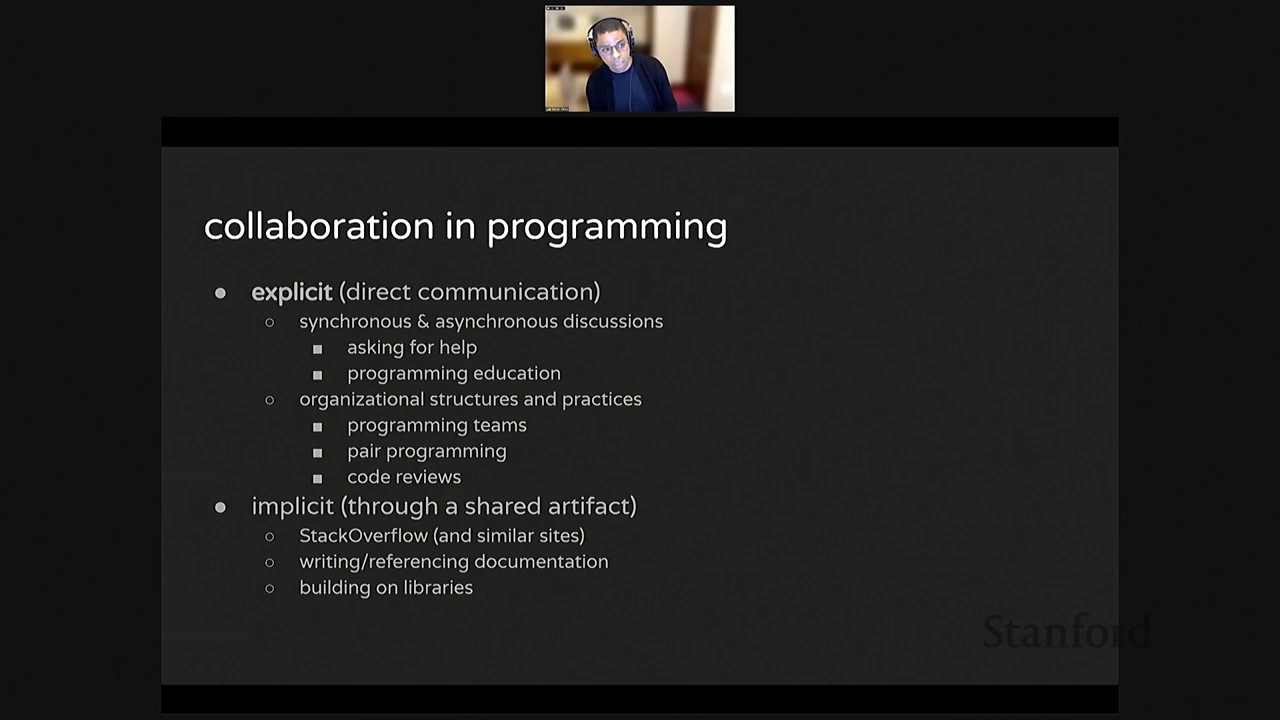 collaboration in programming
● explicit (direct communication)
○ synchronous & asynchronous discussions
■ asking for help
■ programming education
○ organizational structures and practices
■ programming teams
■ pair programming
■ code reviews
● implicit (through a shared artifact)
○ StackOverflow (and similar sites)
○ writing/referencing documentation
○ building on libraries
Stanford